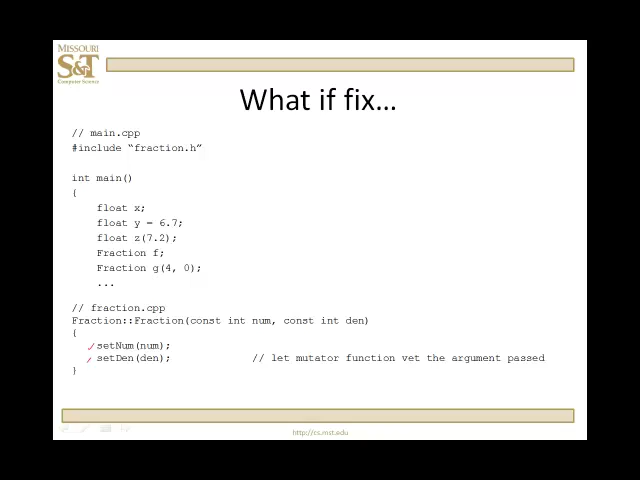 MISSOURI
S&T
Computer Science
What if fix...
// main.cpp
#include “fraction.h”
int main()
{
float x;
float y = 6.7;
float z(7.2);
Fraction f;
Fraction g(4, 0);
...
// fraction.cpp
Fraction::Fraction(const int num, const int den)
{
setNum(num);
setDen(den); // let mutator function vet the argument passed
}
http://cs.mst.edu